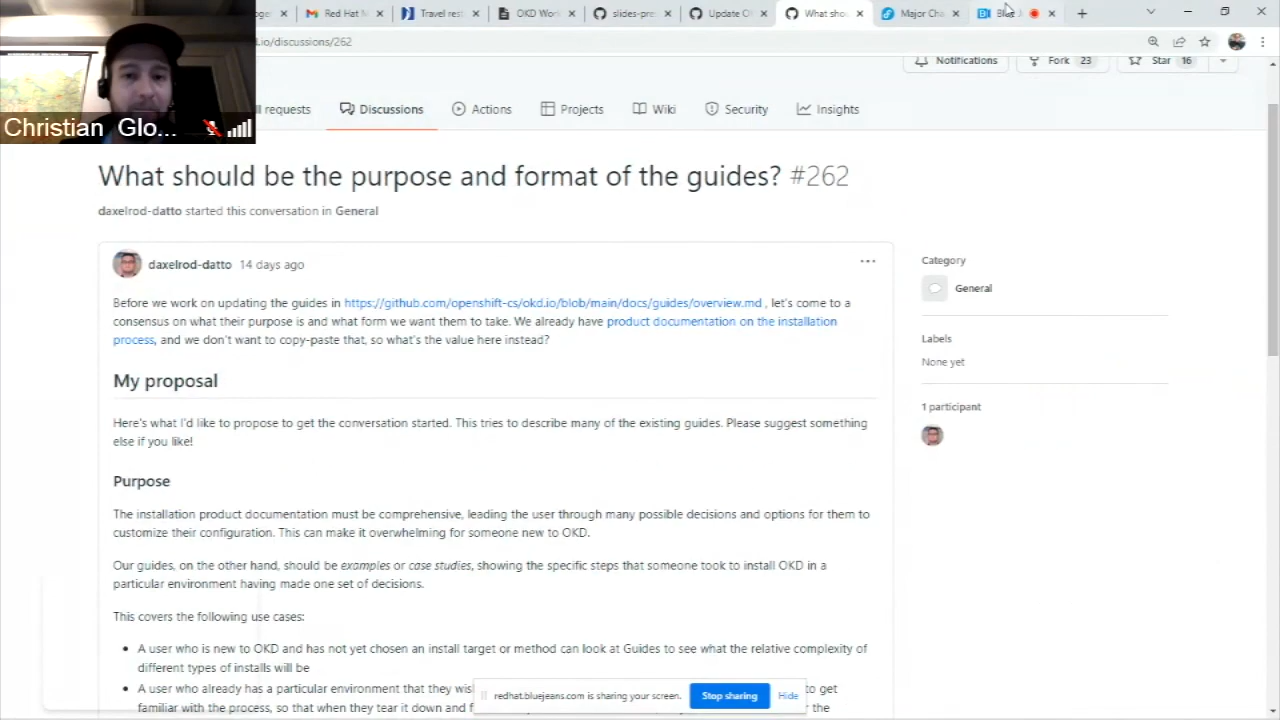 Red Hat M
Travel rest
OKD Wor
slides-pre
Update O
What shou
Major Cha
.io/discussions/262
Notifications
Fork 23
Star 16
ll requests
Discussions
Actions
Projects
Wiki
Security
Insights
Christian Glo...
What should be the purpose and format of the guides? #262
daxelrod-datto started this conversation in General
daxelrod-datto 14 days ago
Before we work on updating the guides in https://github.com/openshift-cs/okd.io/blob/main/docs/guides/overview.md , let's come to a
consensus on what their purpose is and what form we want them to take. We already have product documentation on the installation
process, and we don't want to copy-paste that, so what's the value here instead?
My proposal
Here's what I'd like to propose to get the conversation started. This tries to describe many of the existing guides. Please suggest something
else if you like!
Purpose
The installation product documentation must be comprehensive, leading the user through many possible decisions and options for them to
customize their configuration. This can make it overwhelming for someone new to OKD.
Our guides, on the other hand, should be examples or case studies, showing the specific steps that someone took to install OKD in a
particular environment having made one set of decisions.
This covers the following use cases:
• A user who is new to OKD and has not yet chosen an install target or method can look at Guides to see what the relative complexity of
different types of installs will be
• A user who already has a particular environment that they wis
to get
familiar with the process, so that when they tear it down and
the
Category
General
Labels
None yet
1 participant
redhat.bluejeans.com is sharing your screen.
Stop sharing
Hide